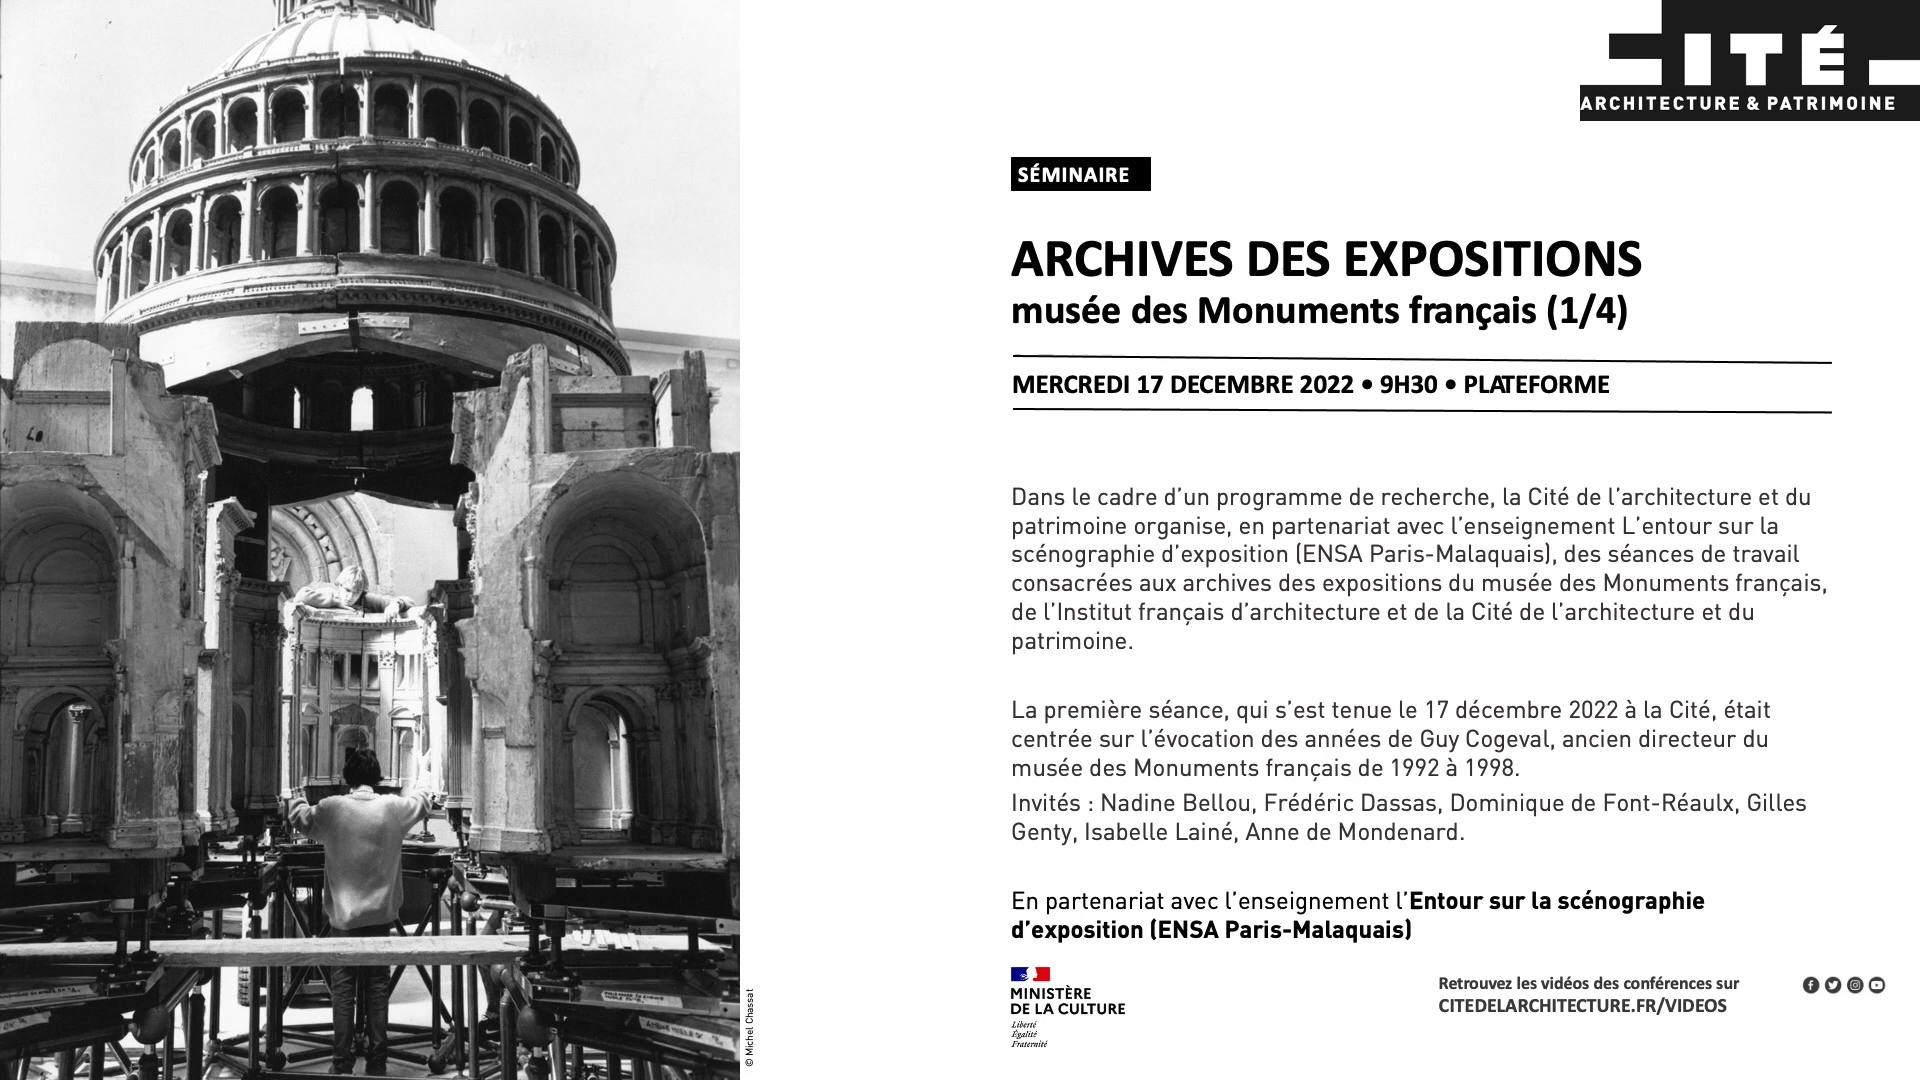 CITÉ
ARCHITECTURE & PATRIMOINE
SÉMINAIRE
ARCHIVES DES EXPOSITIONS
musée des Monuments français (1/4)
MERCREDI 17 DECEMBRE 2022 • 9H30 • PLATEFORME
Dans le cadre d’un programme de recherche, la Cité de l’architecture et du
patrimoine organise, en partenariat avec l’enseignement L’entour sur la
scénographie d’exposition (ENSA Paris-Malaquais), des séances de travail
consacrées aux archives des expositions du musée des Monuments français,
de l’Institut français d’architecture et de la Cité de l’architecture et du
patrimoine.
La première séance, qui s’est tenue le 17 décembre 2022 à la Cité, était
centrée sur l’évocation des années de Guy Cogeval, ancien directeur du
musée des Monuments français de 1992 à 1998.
Invités : Nadine Bellou, Frédéric Dassas, Dominique de Font-Réaulx, Gilles
Genty, Isabelle Lainé, Anne de Mondenard.
En partenariat avec l’enseignement l’Entour sur la scénographie
d’exposition (ENSA Paris-Malaquais)
MINISTÈRE
DE LA CULTURE
Liberté
Égalité
Fraternité
Retrouvez les vidéos des conférences sur
CITEDELARCHITECTURE.FR/VIDEOS
© Michel Chassat